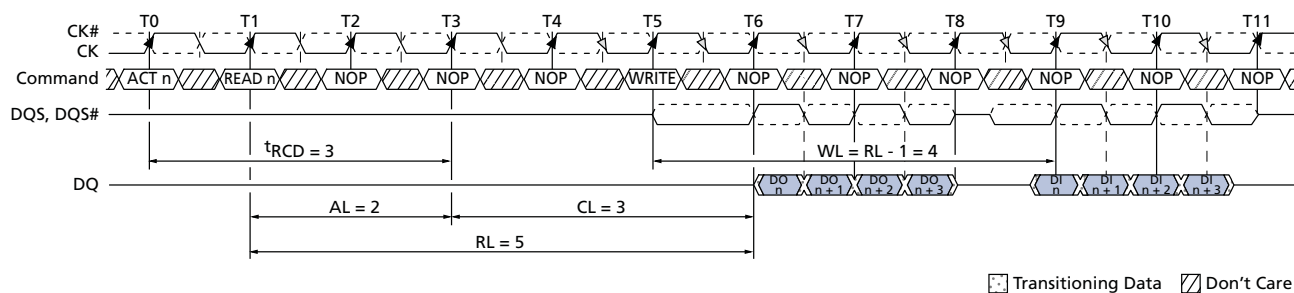 T0 T1 T2 T3 T4 T5 T6 T7 T8 T9 T10 T11
CK#
CK
Command ACT n READ n NOP NOP NOP WRITE NOP NOP NOP NOP NOP NOP
DQS, DQS#
tRCD = 3 WL = RL - 1 = 4
DQ DO n DO n + 1 DO n + 2 DO n + 3 DI n DI n + 1 DI n + 2 DI n + 3
AL = 2 CL = 3
RL = 5
Transitioning Data Don't Care